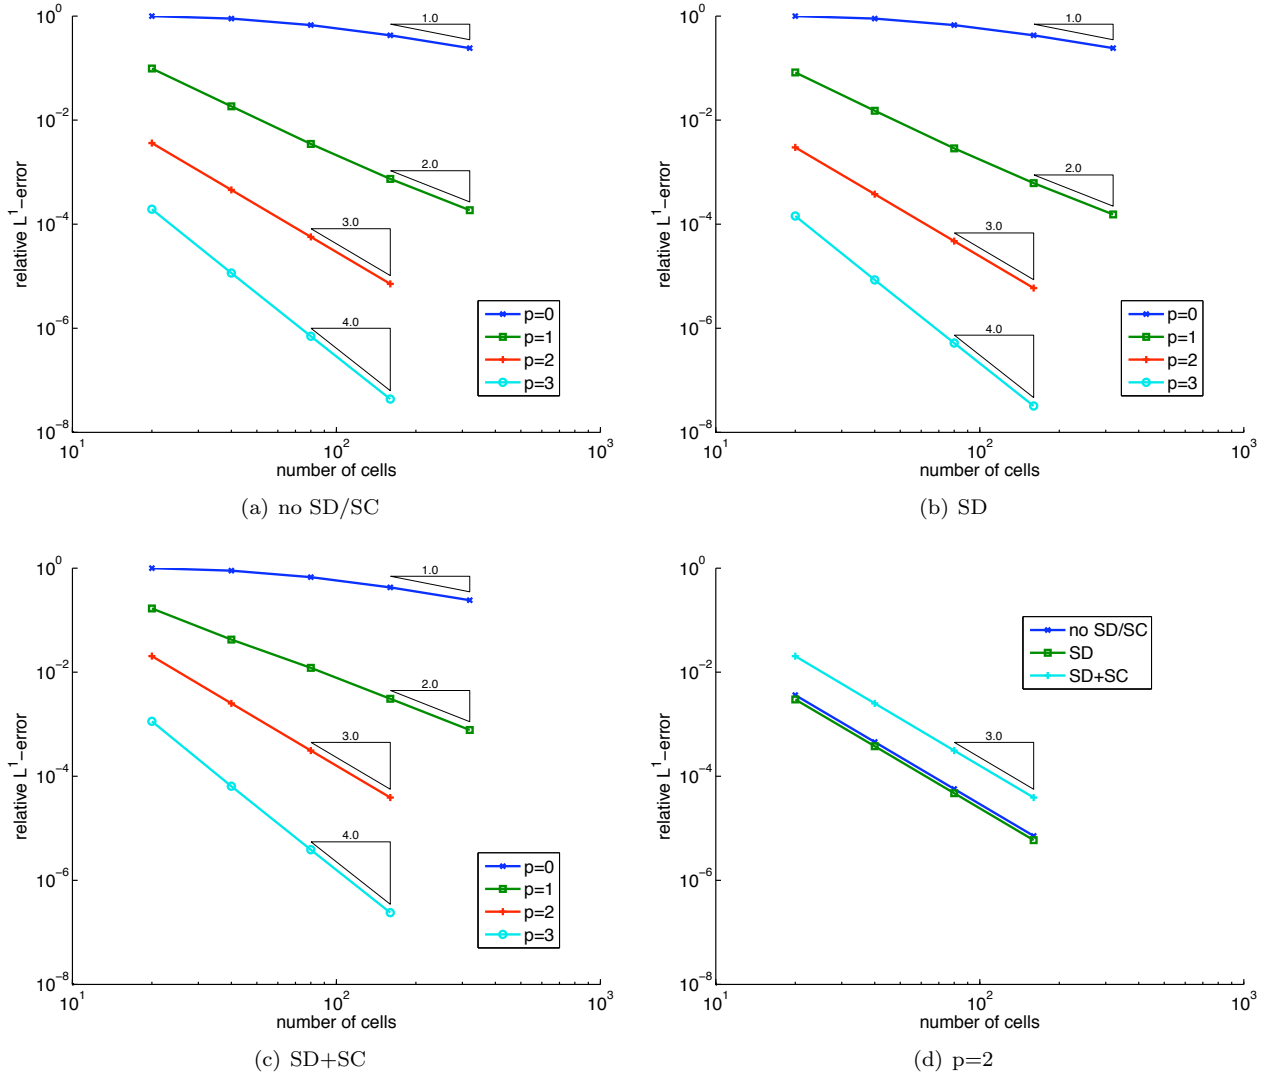 10^0
10^-2
10^-4
10^-6
10^-8
10^1
10^2
10^3
relative L^1-error
number of cells
1.0
2.0
3.0
4.0
p=0
p=1
p=2
p=3
(a) no SD/SC
10^0
10^-2
10^-4
10^-6
10^-8
10^1
10^2
10^3
relative L^1-error
number of cells
1.0
2.0
3.0
4.0
p=0
p=1
p=2
p=3
(b) SD
10^0
10^-2
10^-4
10^-6
10^-8
10^1
10^2
10^3
relative L^1-error
number of cells
1.0
2.0
3.0
4.0
p=0
p=1
p=2
p=3
(c) SD+SC
10^0
10^-2
10^-4
10^-6
10^-8
10^1
10^2
10^3
relative L^1-error
number of cells
no SD/SC
SD
SD+SC
3.0
(d) p=2